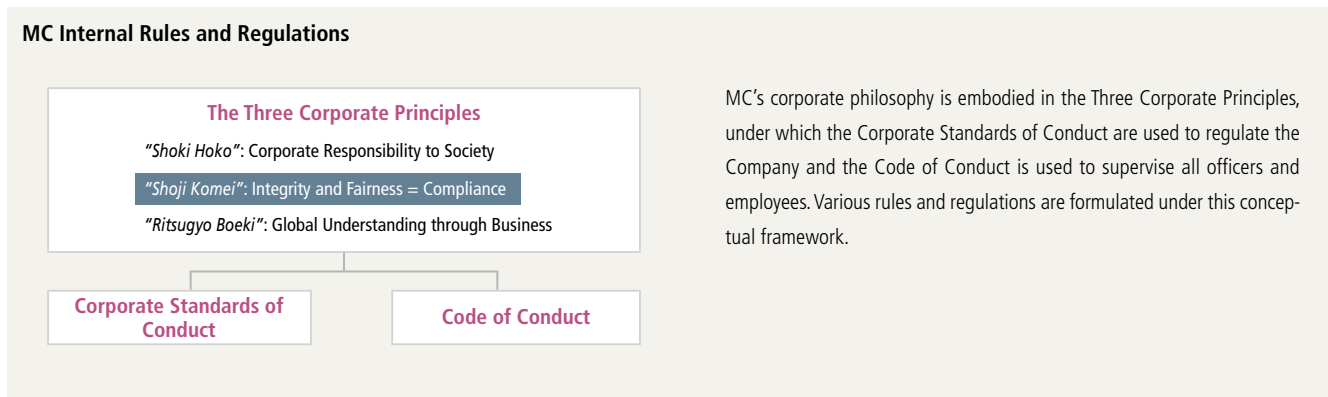 MC Internal Rules and Regulations
The Three Corporate Principles
“Shoki Hoko”: Corporate Responsibility to Society
“Shoji Komei”: Integrity and Fairness = Compliance
“Ritsugyo Boeki”: Global Understanding through Business
Corporate Standards of
Conduct
Code of Conduct
MC’s corporate philosophy is embodied in the Three Corporate Principles,
under which the Corporate Standards of Conduct are used to regulate the
Company and the Code of Conduct is used to supervise all officers and
employees. Various rules and regulations are formulated under this concep-
tual framework.